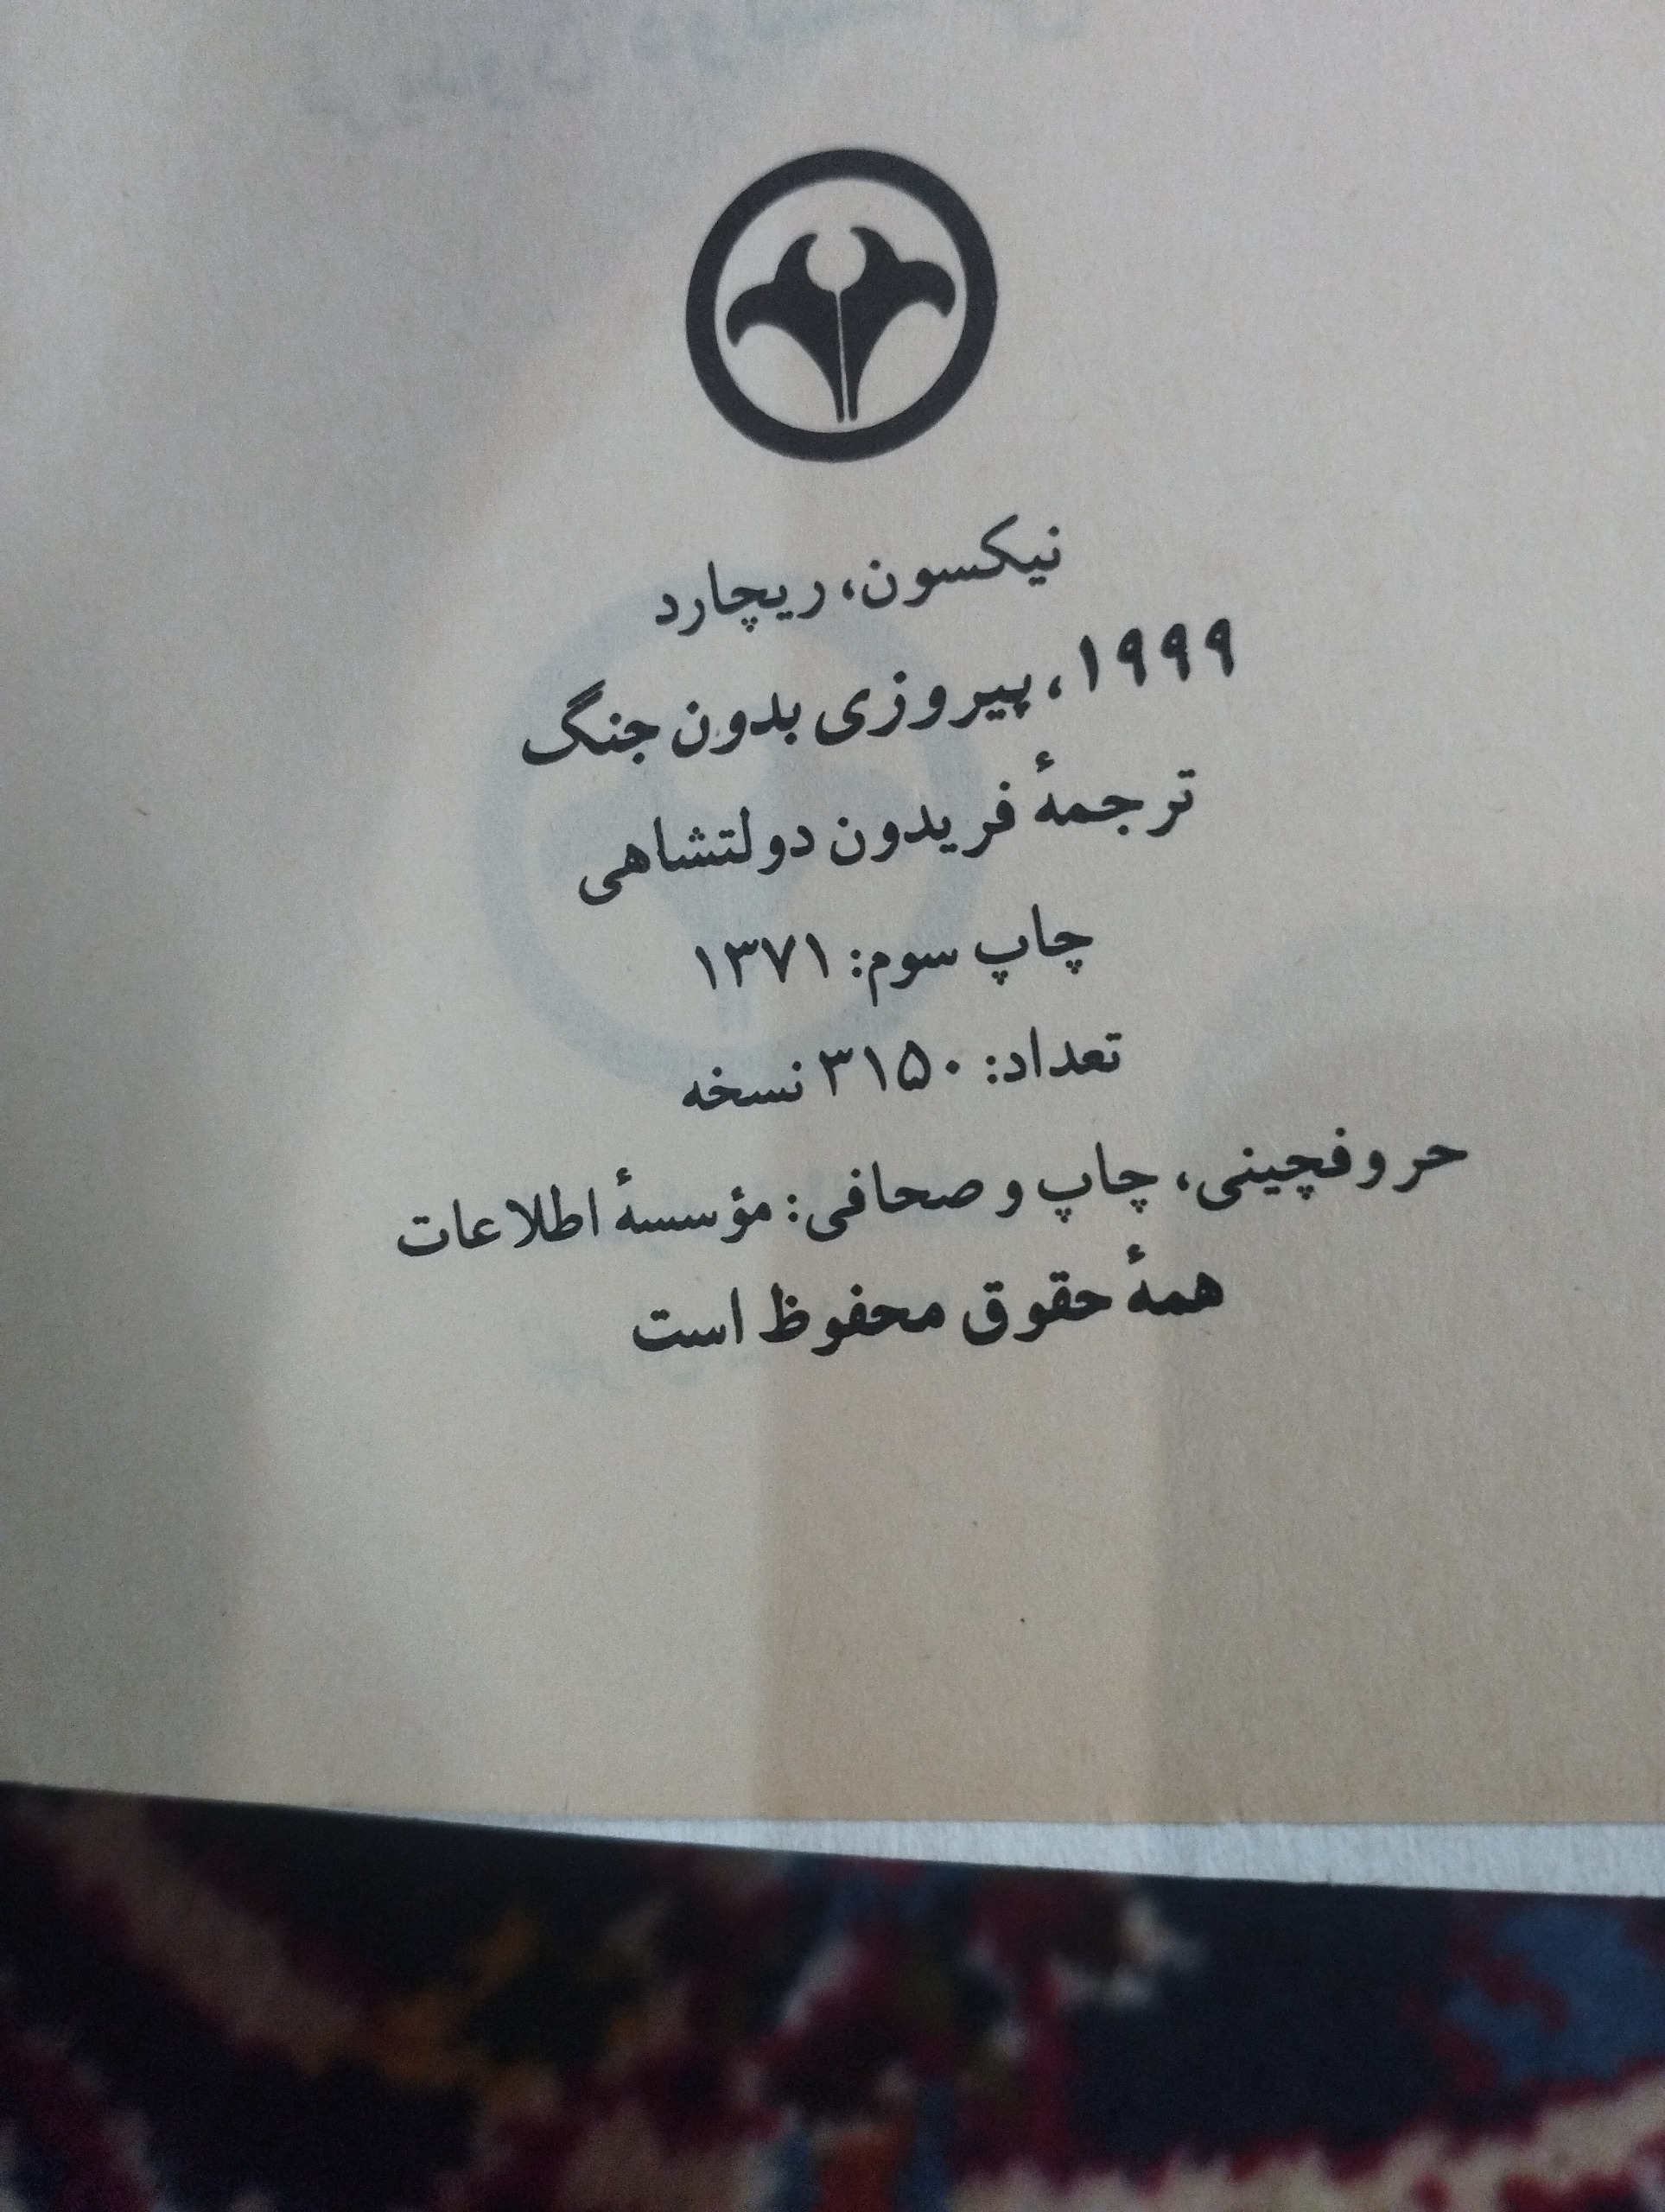 نیکسون، ریچارد
۱۹۹۹، پیروزی بدون جنگ
ترجمهٔ فریدون دولتشاهی
چاپ سوم: ۱۳۷۱
تعداد: ۳۱۵۰ نسخه
حروفچینی، چاپ و صحافی: مؤسسهٔ اطلاعات
همهٔ حقوق محفوظ است